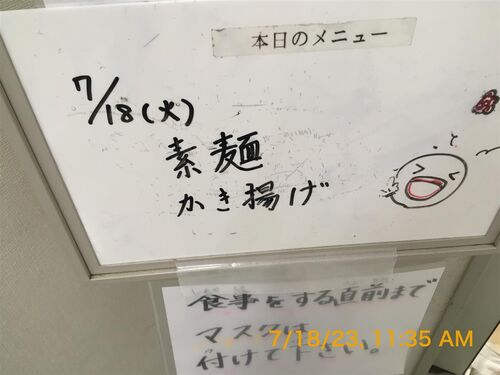 本日のメニュー
7/18(火)
素麺
かき揚げ
食事をする直前まで
マスクは
付けて下さい。
7/18/23, 11:35 AM